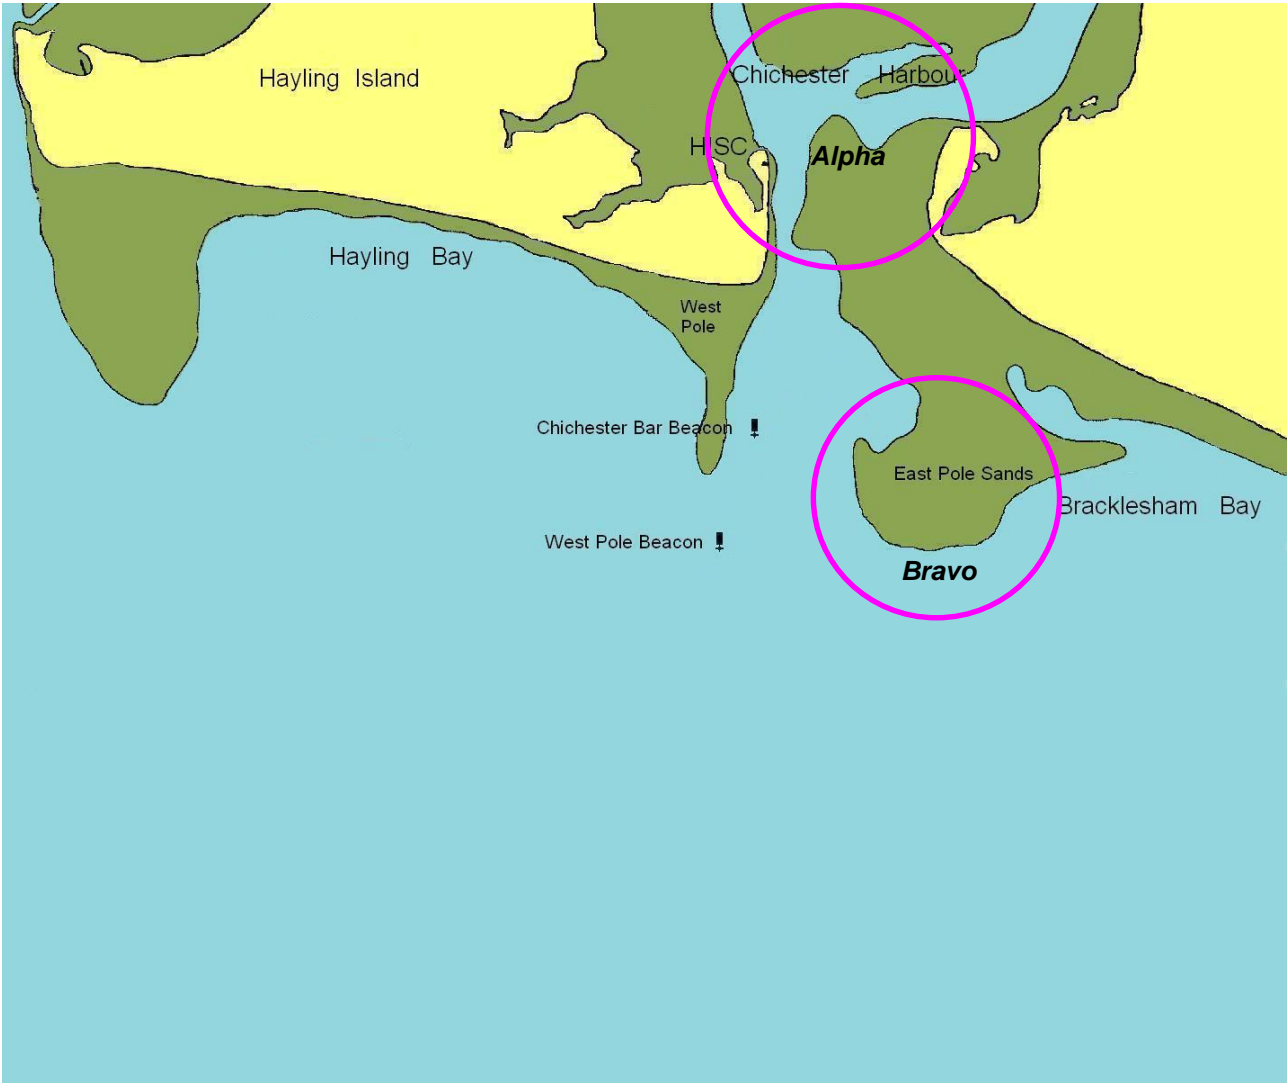 Chichester Harbour
Hayling Island
HISC
Alpha
Hayling Bay
West
Pole
Chichester Bar Beacon
East Pole Sands
Bracklesham Bay
West Pole Beacon
Bravo